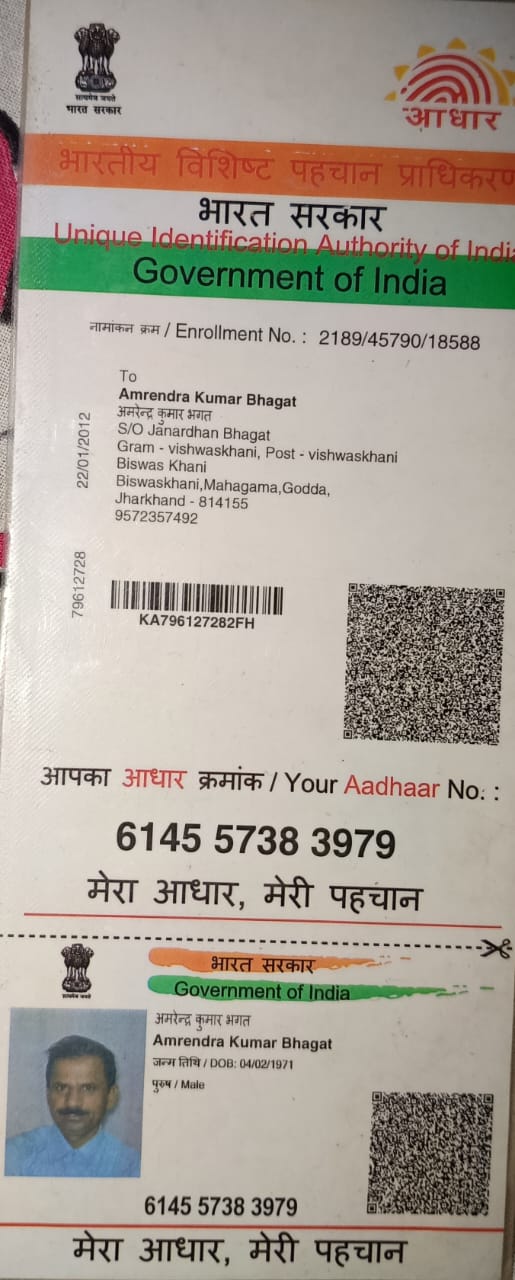 सत्यमेव जयते
भारत सरकार
आधार
भारतीय विशिष्ट पहचान प्राधिकरण
भारत सरकार
Unique Identification Authority of India
Government of India
नामांकन क्रम / Enrollment No. : 2189/45790/18588
To
Amrendra Kumar Bhagat
अमरेन्द्र कुमार भगत
S/O Janardhan Bhagat
Gram - vishwaskhani, Post - vishwaskhani
Biswas Khani
Biswaskhani,Mahagama,Godda,
Jharkhand - 814155
9572357492
22/01/2012
79612728
KA796127282FH
आपका आधार क्रमांक / Your Aadhaar No. :
6145 5738 3979
मेरा आधार, मेरी पहचान
सत्यमेव जयते
भारत सरकार
Government of India
अमरेन्द्र कुमार भगत
Amrendra Kumar Bhagat
जन्म तिथि / DOB: 04/02/1971
पुरुष / Male
6145 5738 3979
मेरा आधार, मेरी पहचान